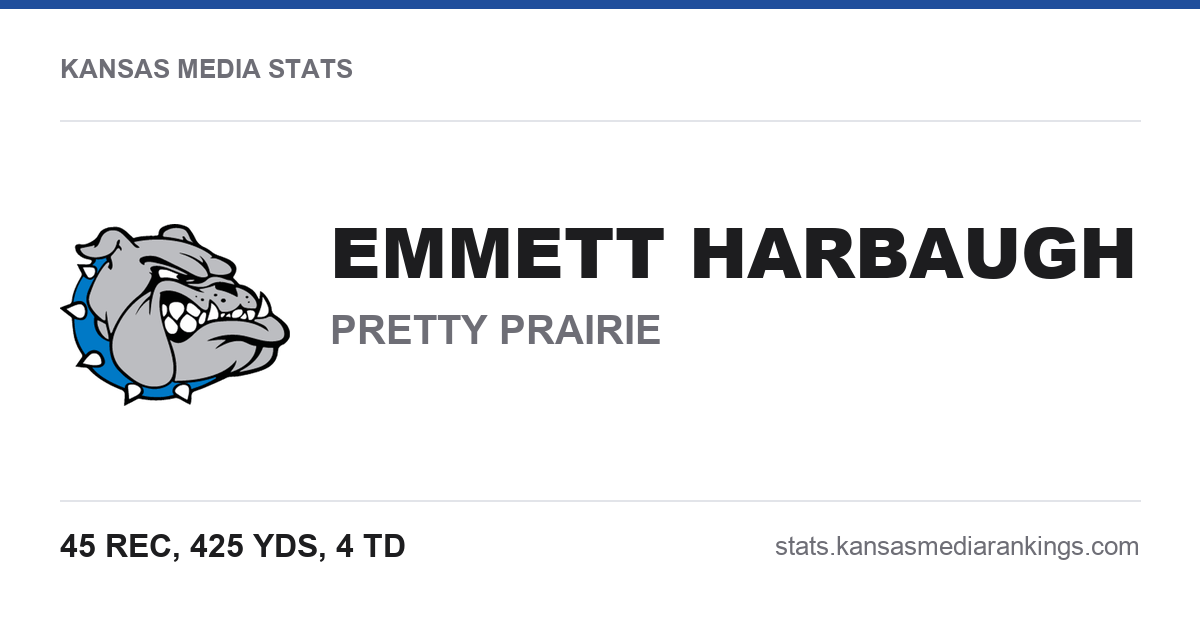 KANSAS MEDIA STATS
EMMETT HARBAUGH
PRETTY PRAIRIE
45 REC, 425 YDS, 4 TD
stats.kansasmediarankings.com